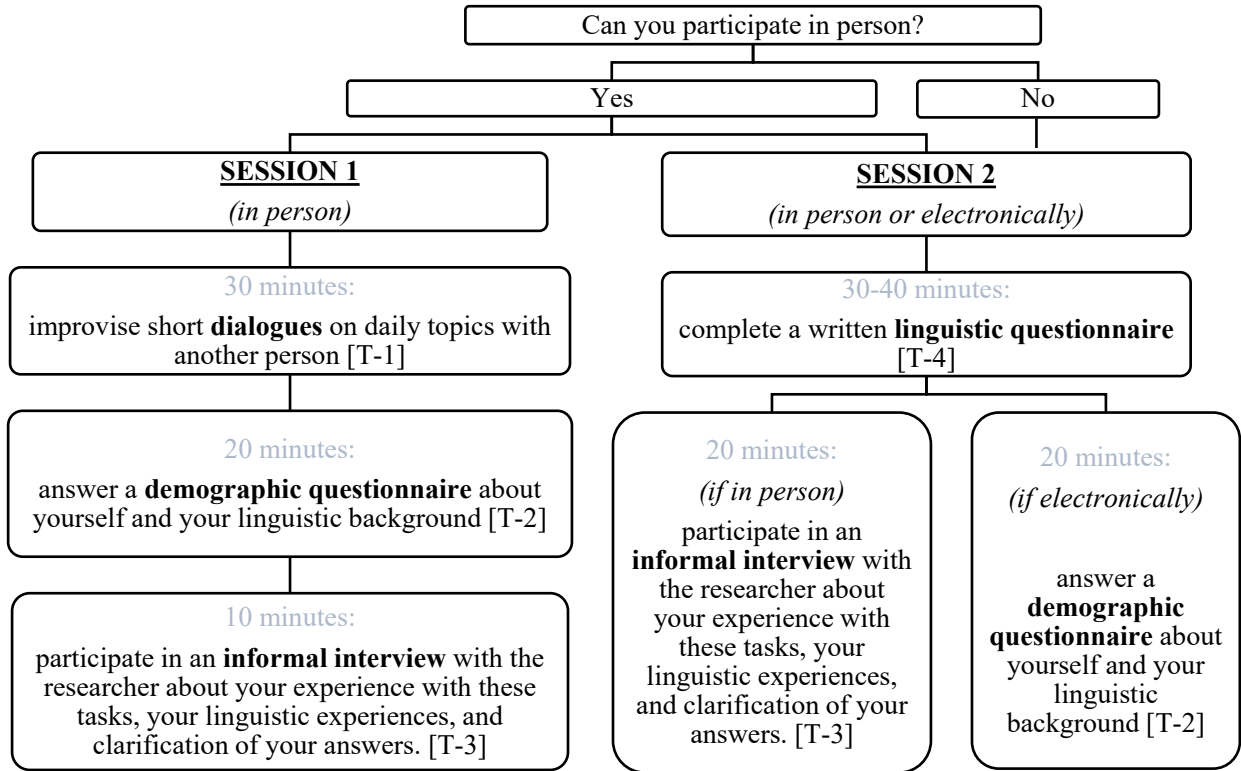 Can you participate in person?
Yes
No
SESSION 1
(in person)
30 minutes:
improvise short dialogues on daily topics with
another person [T-1]
20 minutes:
answer a demographic questionnaire about
yourself and your linguistic background [T-2]
10 minutes:
participate in an informal interview with the
researcher about your experience with these
tasks, your linguistic experiences, and
clarification of your answers. [T-3]
SESSION 2
(in person or electronically)
30-40 minutes:
complete a written linguistic questionnaire
[T-4]
20 minutes:
(if in person)
participate in an
informal interview with
the researcher about
your experience with
these tasks, your
linguistic experiences,
and clarification of your
answers. [T-3]
20 minutes:
(if electronically)
answer a
demographic
questionnaire about
yourself and your
linguistic
background [T-2]